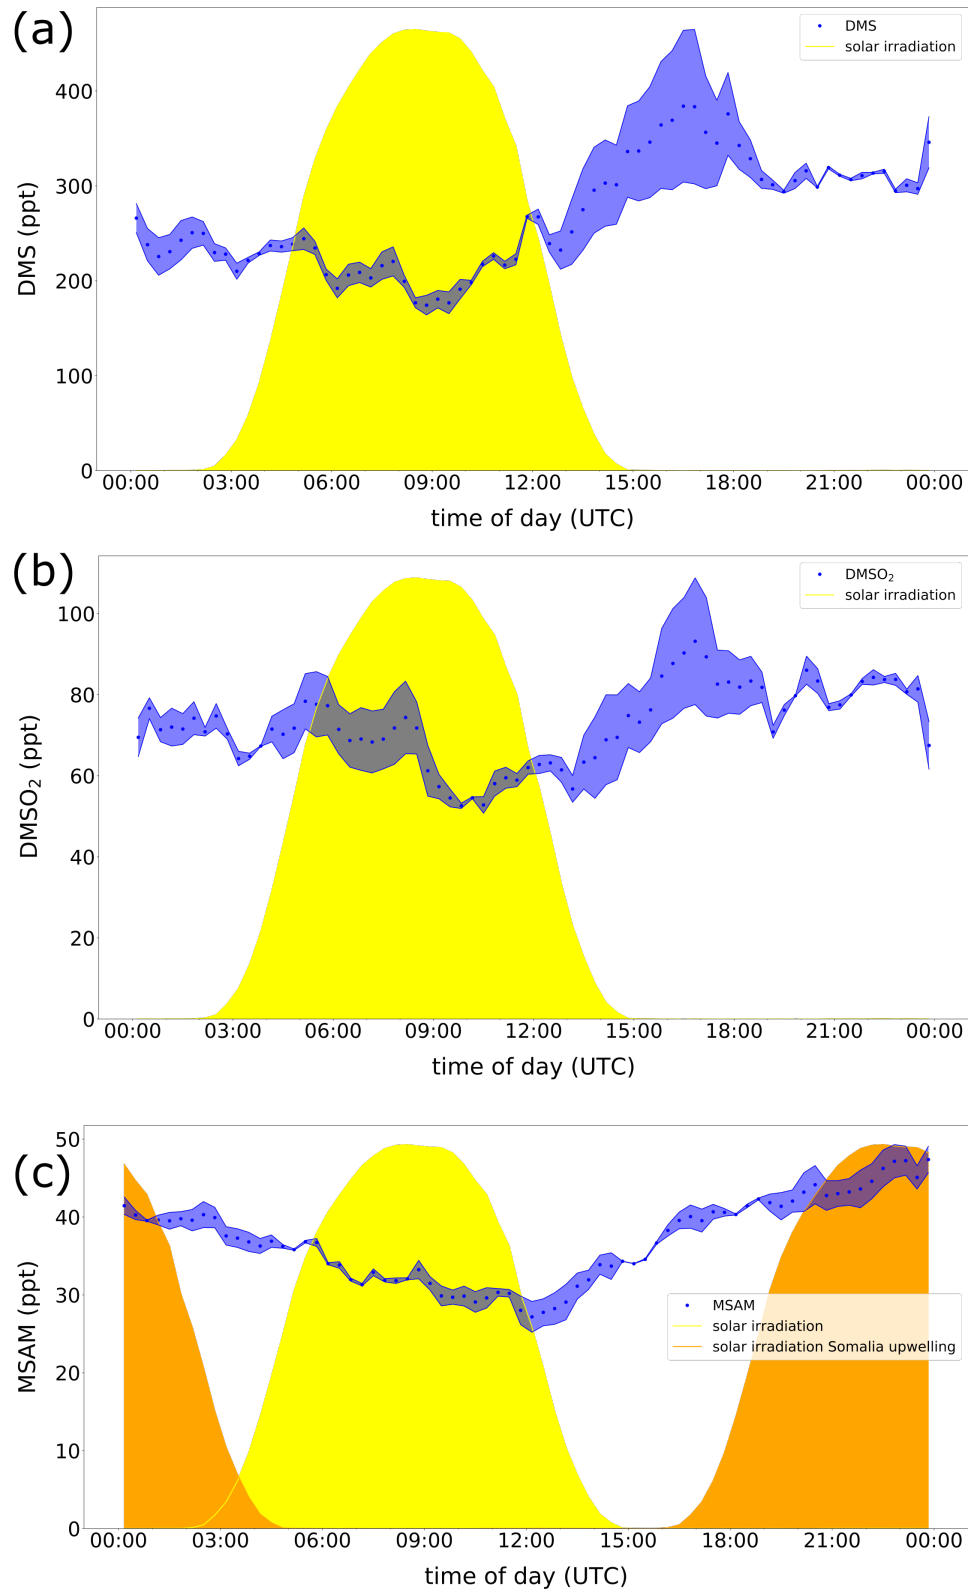 (a)
DMS
solar irradiation
400
300
200
100
0
DMS (ppt)
00:00 03:00 06:00 09:00 12:00 15:00 18:00 21:00 00:00
time of day (UTC)
(b)
DMSO₂
solar irradiation
100
80
60
40
20
0
DMSO₂ (ppt)
00:00 03:00 06:00 09:00 12:00 15:00 18:00 21:00 00:00
time of day (UTC)
(c)
50
40
30
20
10
0
MSAM (ppt)
MSAM
solar irradiation
solar irradiation Somalia upwelling
00:00 03:00 06:00 09:00 12:00 15:00 18:00 21:00 00:00
time of day (UTC)